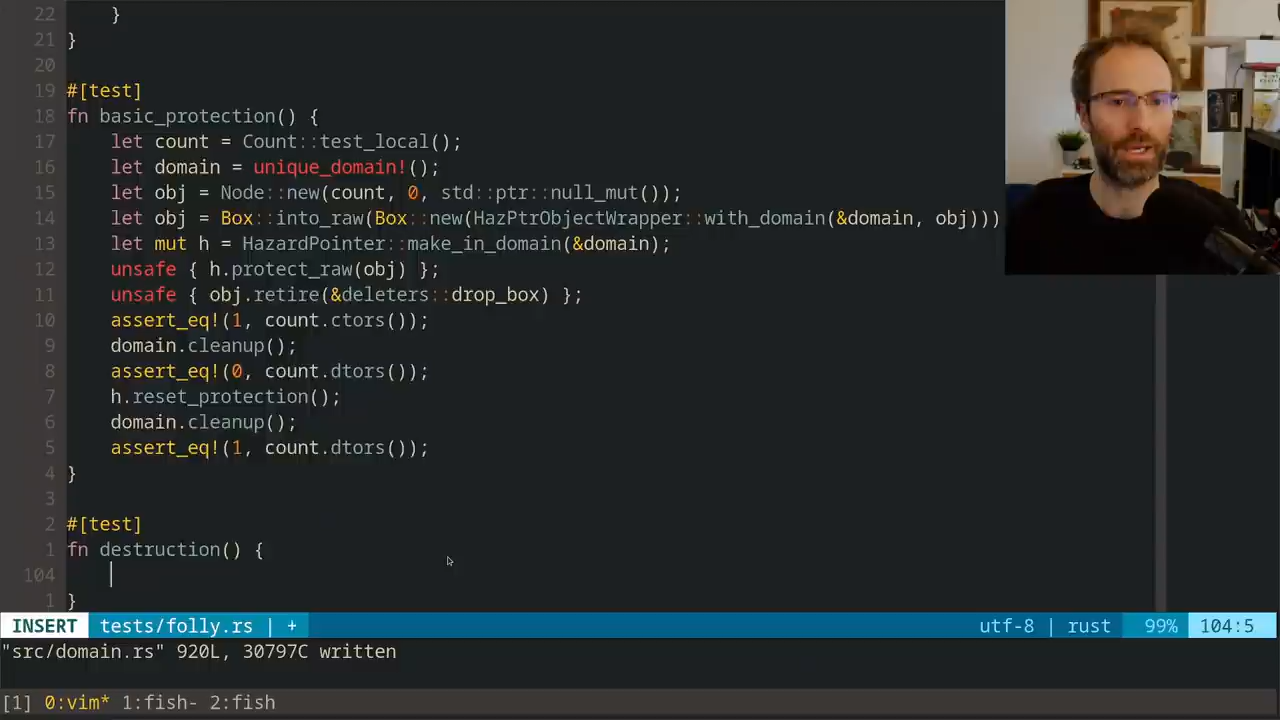 22     }
21 }
20
19 #[test]
18 fn basic_protection() {
17     let count = Count::test_local();
16     let domain = unique_domain!();
15     let obj = Node::new(count, 0, std::ptr::null_mut());
14     let obj = Box::into_raw(Box::new(HazPtrObjectWrapper::with_domain(&domain, obj)))
13     let mut h = HazardPointer::make_in_domain(&domain);
12     unsafe { h.protect_raw(obj) };
11     unsafe { obj.retire(&deleters::drop_box) };
10     assert_eq!(1, count.ctors());
9     domain.cleanup();
8     assert_eq!(0, count.dtors());
7     h.reset_protection();
6     domain.cleanup();
5     assert_eq!(1, count.dtors());
4 }
3
2 #[test]
1 fn destruction() {
104
1 }
INSERT tests/folly.rs | + utf-8 | rust 99% 104:5
"src/domain.rs" 920L, 30797C written
[1] 0:vim* 1:fish- 2:fish